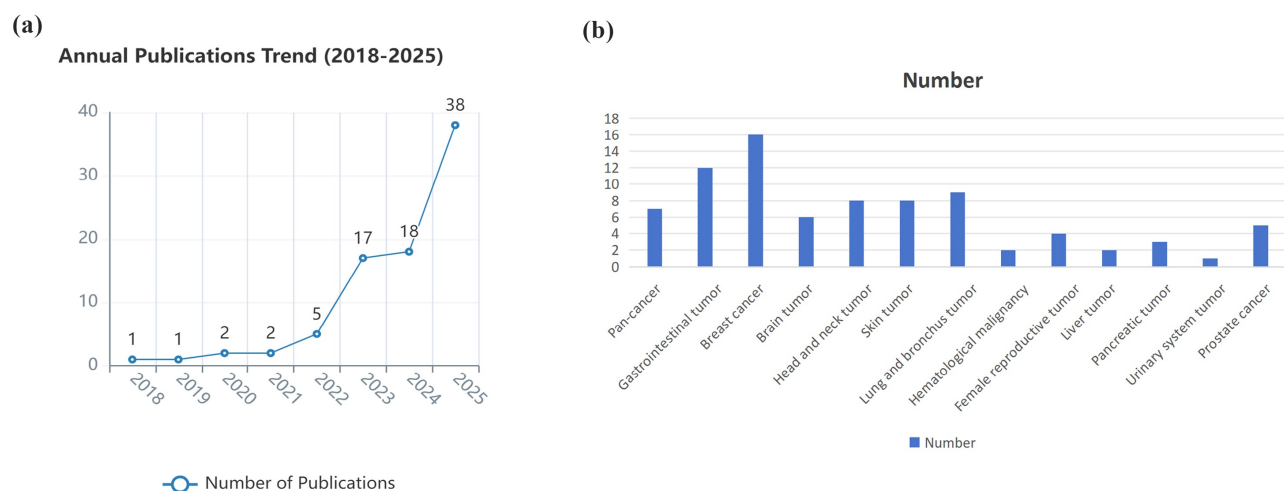 (a)
Annual Publications Trend (2018-2025)
40
30
20
10
0
1
1
2
2
5
17
18
38
2018
2019
2020
2021
2022
2023
2024
2025
Number of Publications
(b)
Number
18
16
14
12
10
8
6
4
2
0
Pan-cancer
Gastrointestinal tumor
Breast cancer
Brain tumor
Head and neck tumor
Skin tumor
Lung and bronchus tumor
Hematological malignancy
Female reproductive tumor
Liver tumor
Pancreatic tumor
Urinary system tumor
Prostate cancer
Number